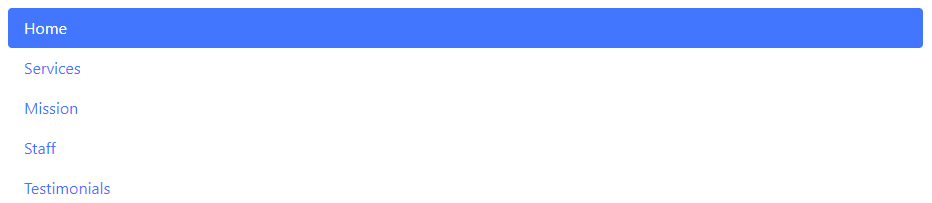 Home
Services
Mission
Staff
Testimonials